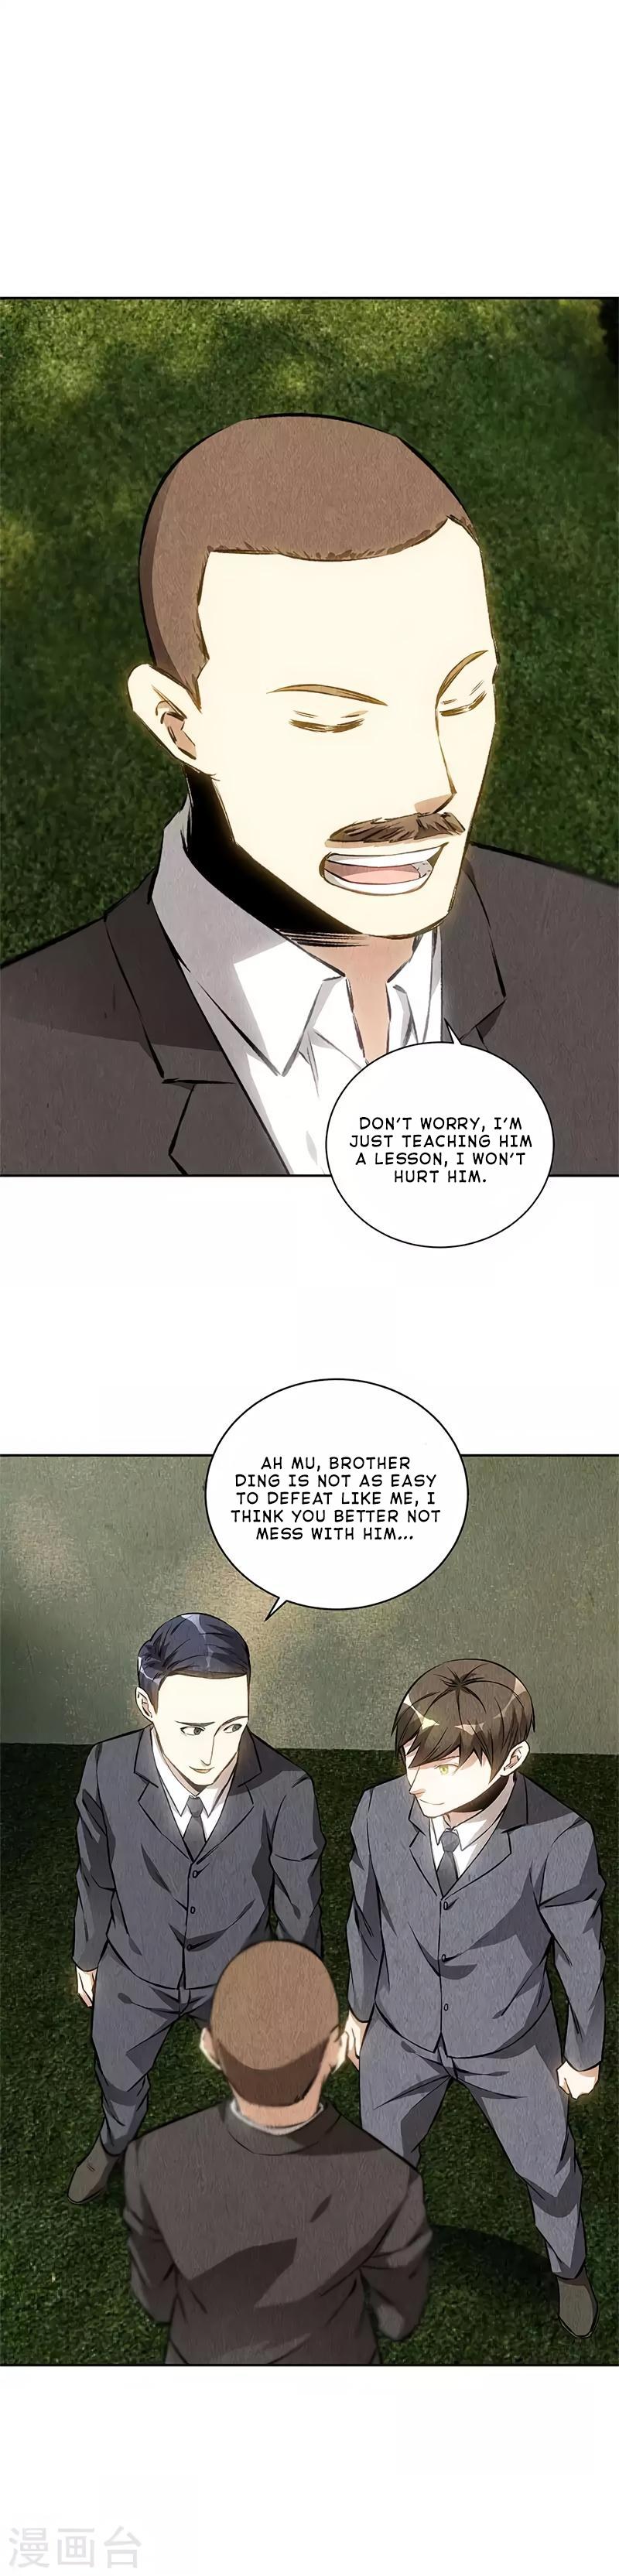 DON'T WORRY, I'M
JUST TEACHING HIM
A LESSON, I WON'T
HURT HIM.
AH MU, BROTHER
DING IS NOT AS EASY
TO DEFEAT LIKE ME, I
THINK YOU BETTER NOT
MESS WITH HIM...
漫画台